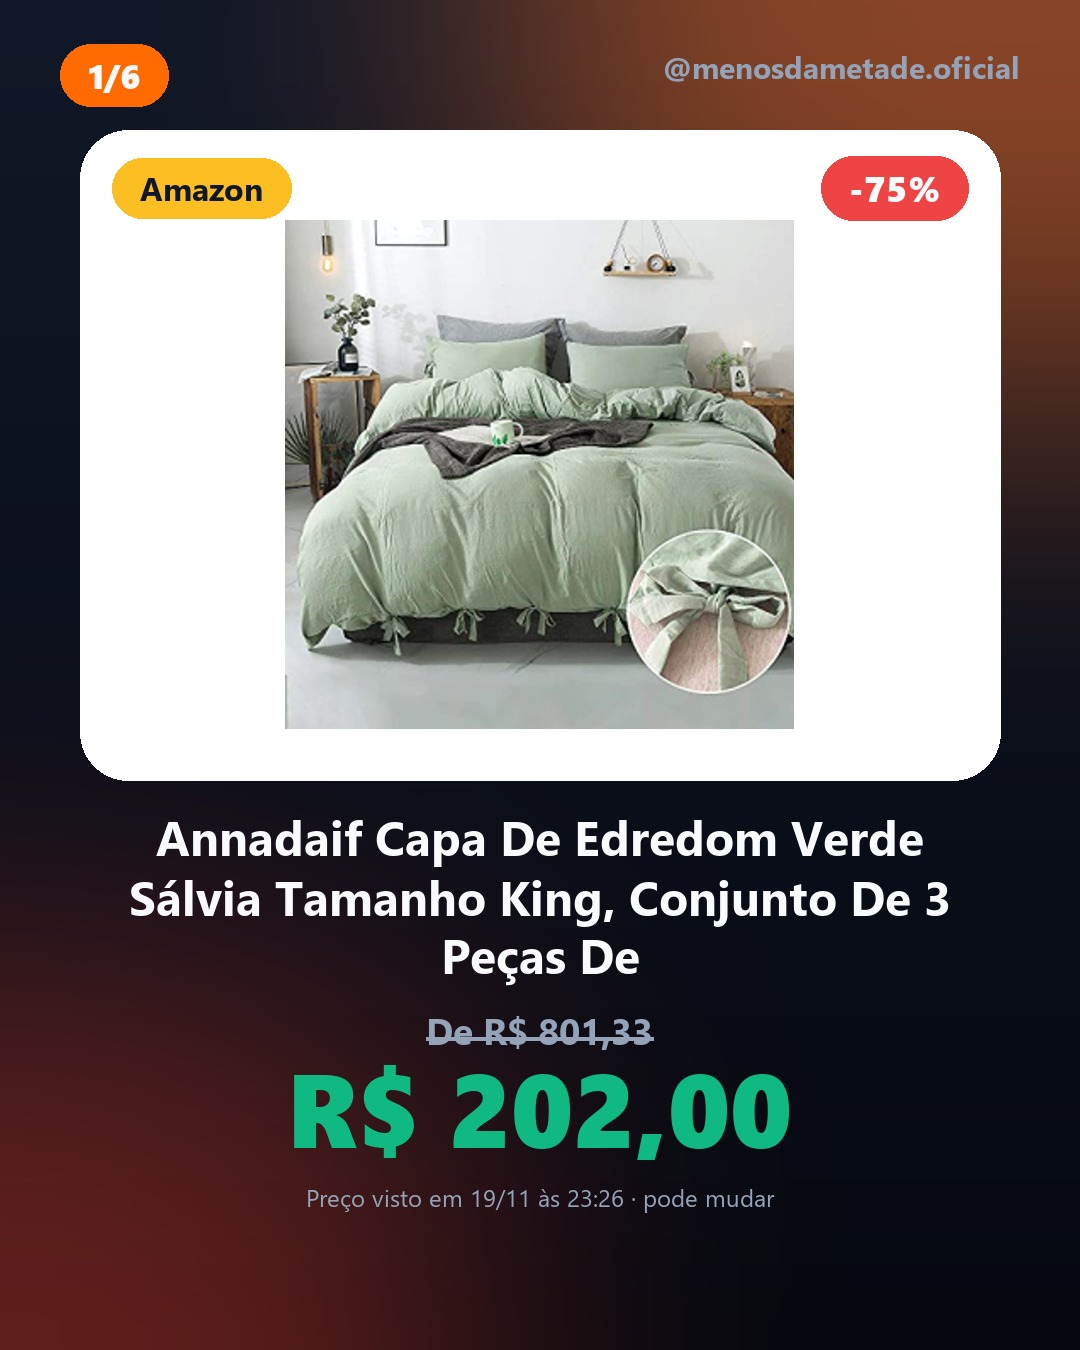 1/6
@menosdametade.oficial
Amazon
-75%
Annadaif Capa De Edredom Verde
Sálvia Tamanho King, Conjunto De 3
Peças De
De R$ 801,33
R$ 202,00
Preço visto em 19/11 às 23:26 · pode mudar